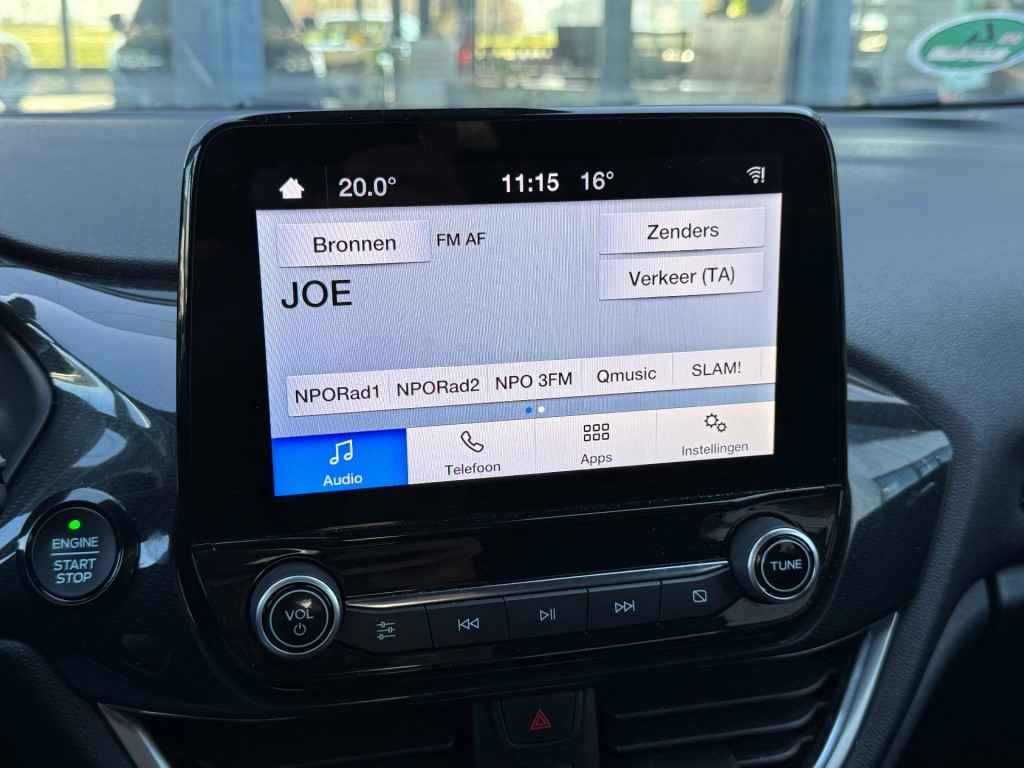 20.0° 11:15 16°
Bronnen FM AF Zenders
Verkeer (TA)
JOE
NPORad1 NPORad2 NPO 3FM Qmusic SLAM!
Audio Telefoon Apps Instellingen
ENGINE
START
STOP
VOL
TUNE